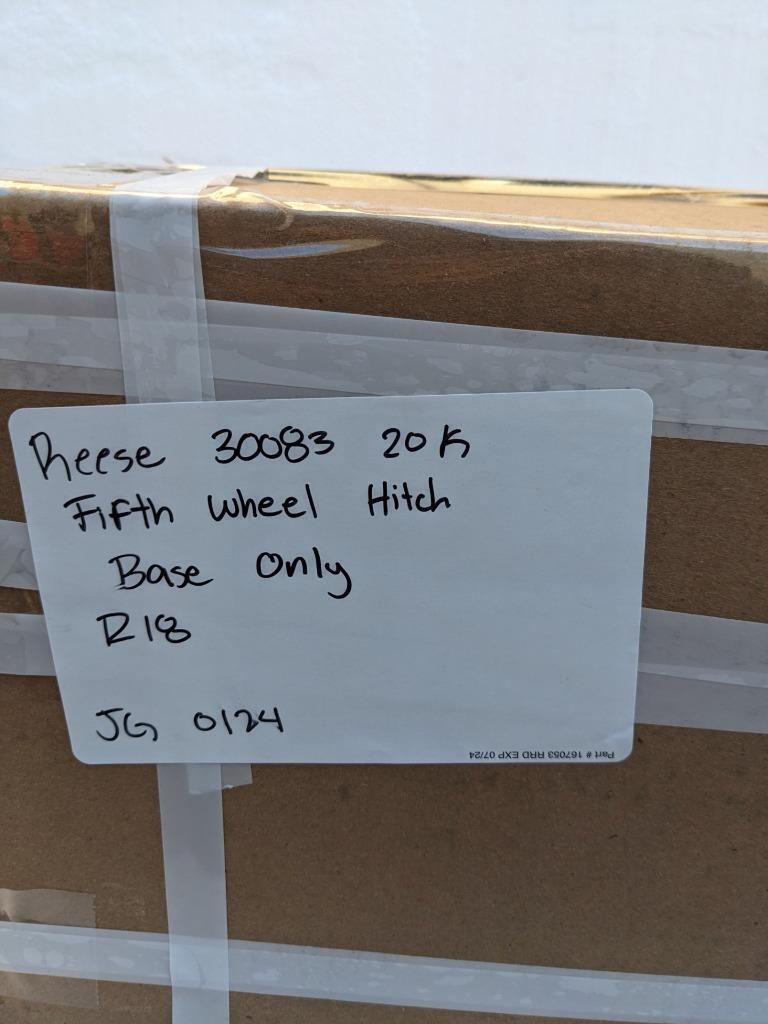 Reese 30083 20K
Fifth Wheel Hitch
Base Only
R18
JG 0124
Part # 167053 RRD EXP 07/24